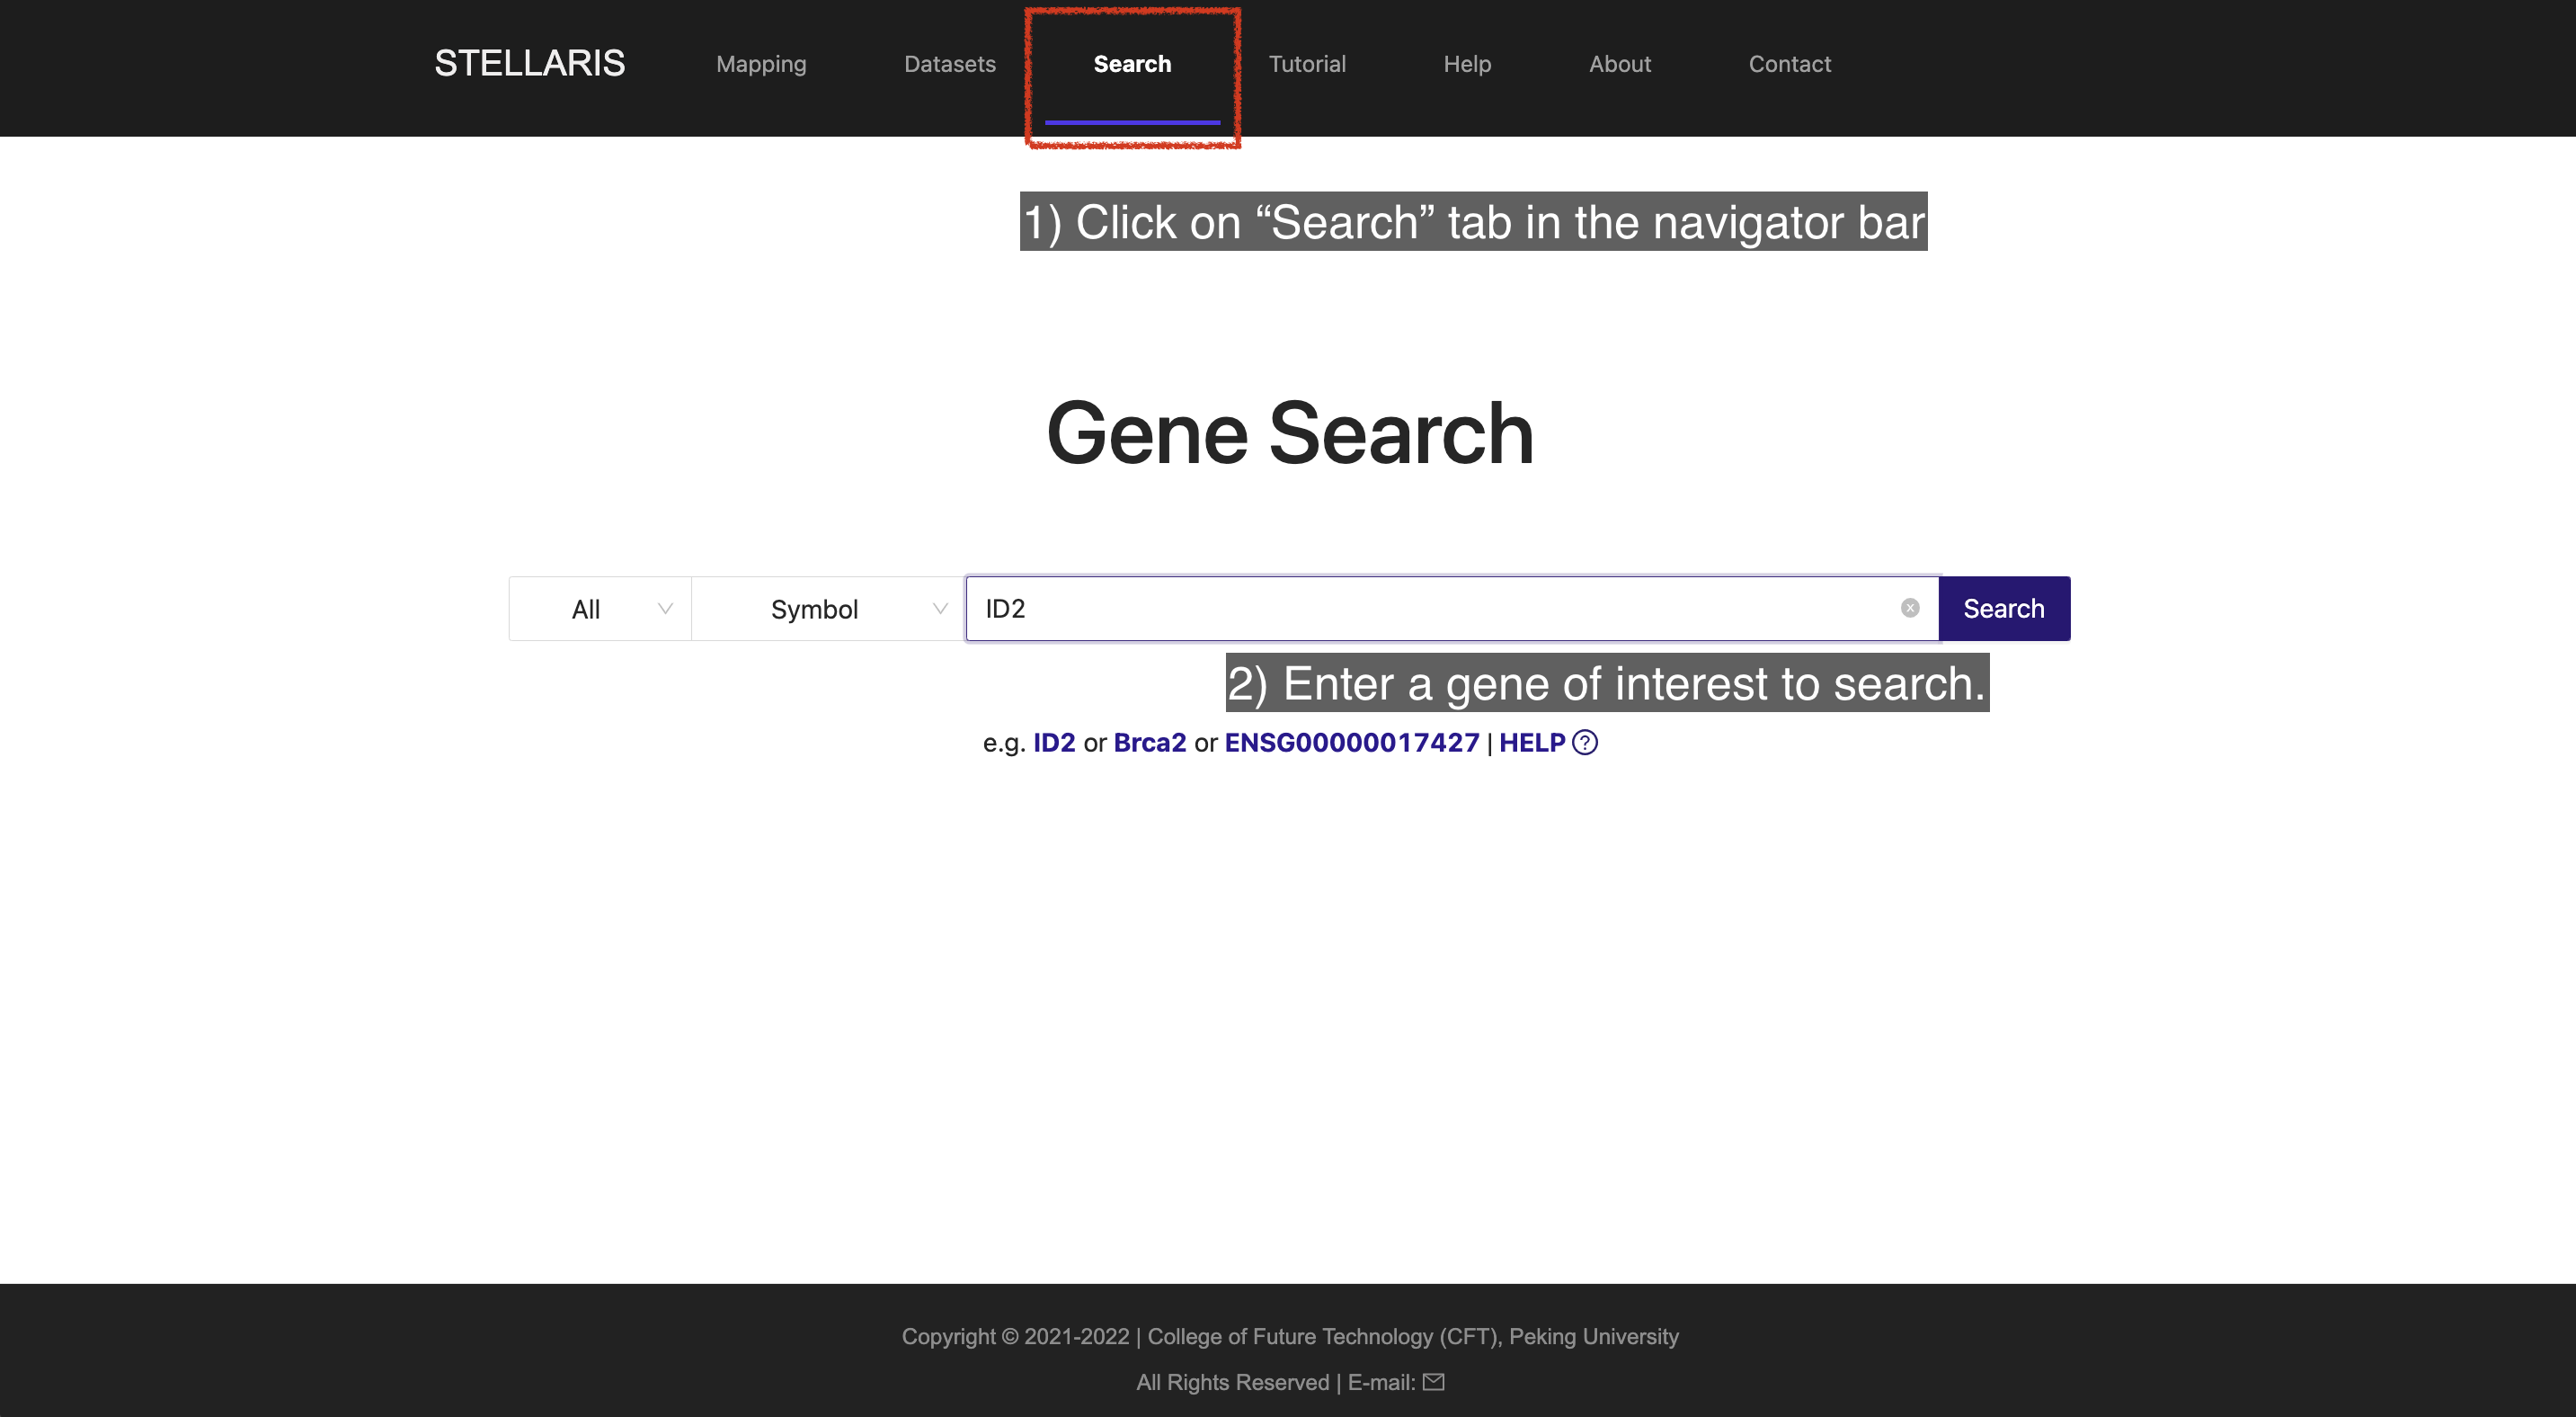 STELLARIS Mapping Datasets Search Tutorial Help About Contact
1) Click on “Search” tab in the navigator bar
Gene Search
All Symbol ID2 Search
2) Enter a gene of interest to search.
e.g. ID2 or Brca2 or ENSG00000017427 | HELP
Copyright © 2021-2022 | College of Future Technology (CFT), Peking University
All Rights Reserved | E-mail: